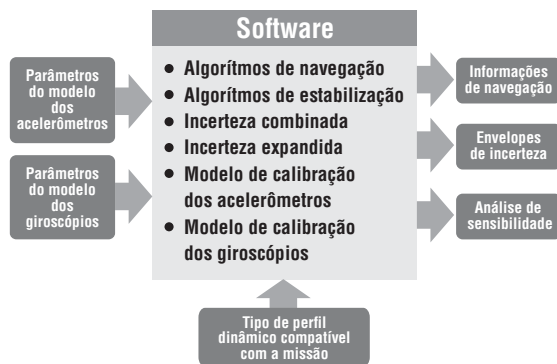 Software
Parâmetros
do modelo
dos
acelerômetros
Parâmetros
do modelo
dos
giroscópios
● Algorítmos de navegação
● Algorítmos de estabilização
● Incerteza combinada
● Incerteza expandida
● Modelo de calibração
dos acelerômetros
● Modelo de calibração
dos giroscópios
Informações
de navegação
Envelopes
de incerteza
Análise de
sensibilidade
Tipo de perfil
dinâmico compatível
com a missão